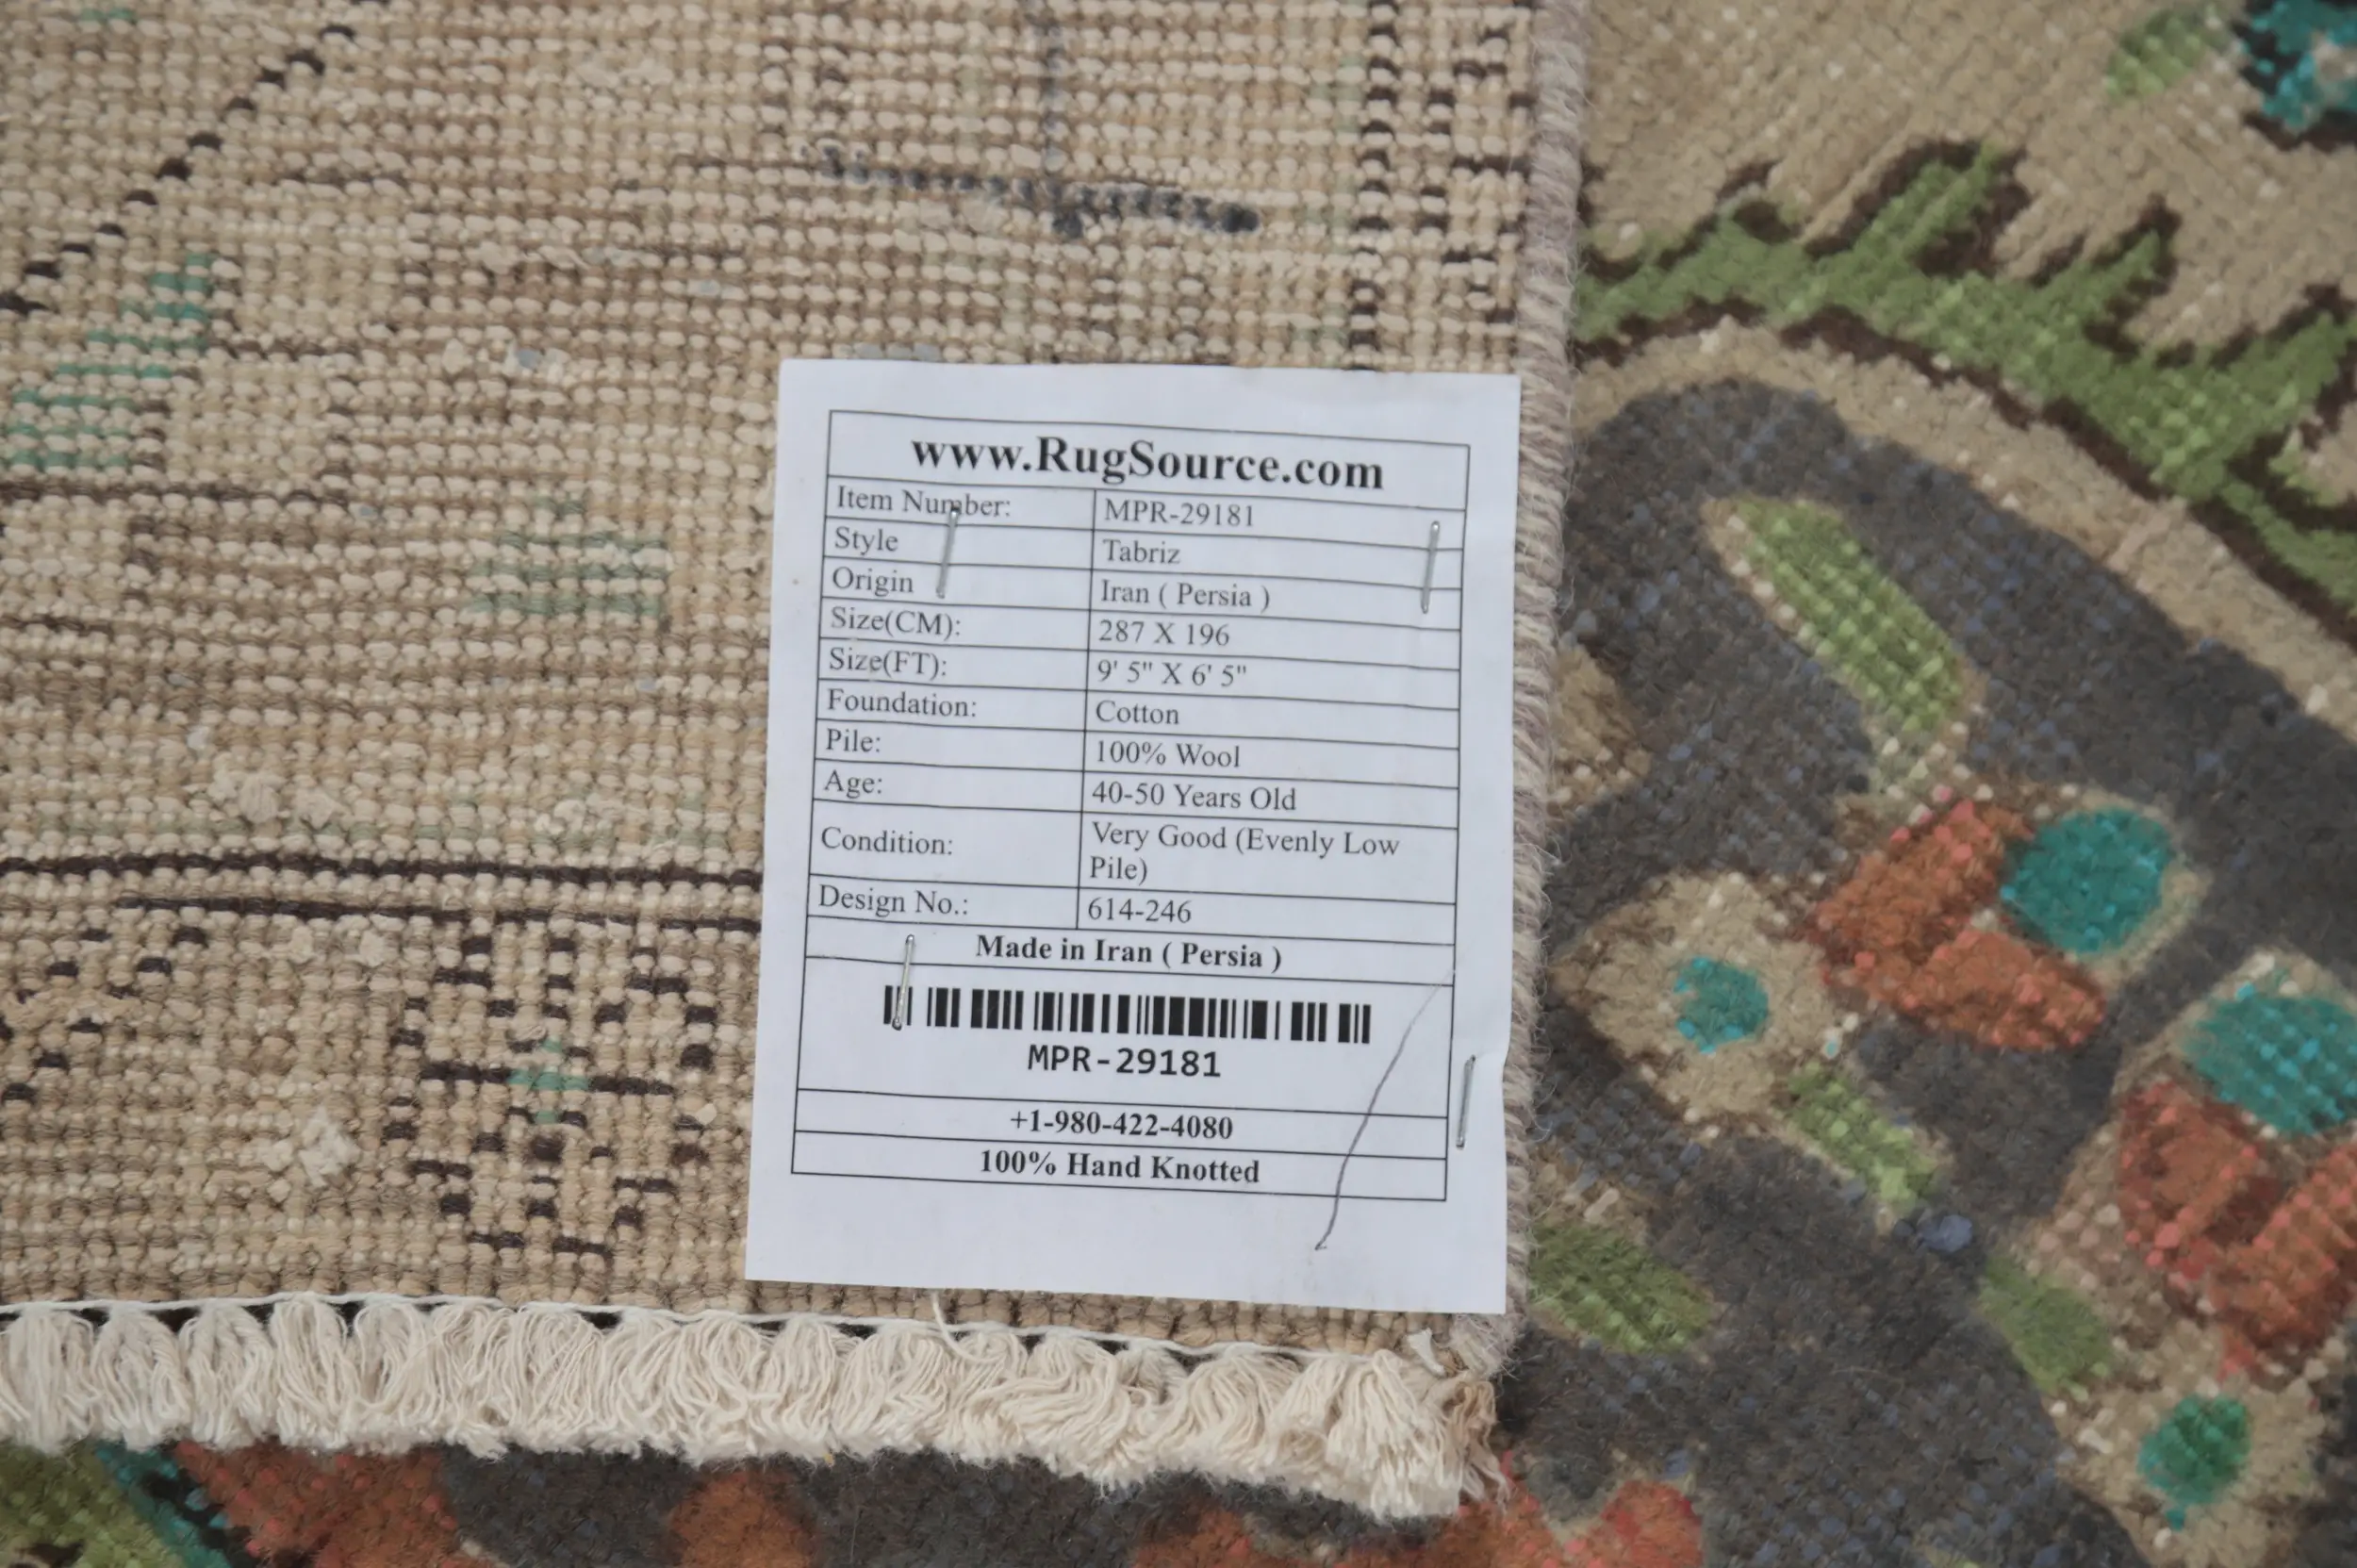 www.RugSource.com
Item Number: MPR-29181
Style Tabriz
Origin Iran ( Persia )
Size(CM): 287 X 196
Size(FT): 9' 5" X 6' 5"
Foundation: Cotton
Pile: 100% Wool
Age: 40-50 Years Old
Condition: Very Good (Evenly Low
Pile)
Design No.: 614-246
Made in Iran ( Persia )
MPR-29181
+1-980-422-4080
100% Hand Knotted